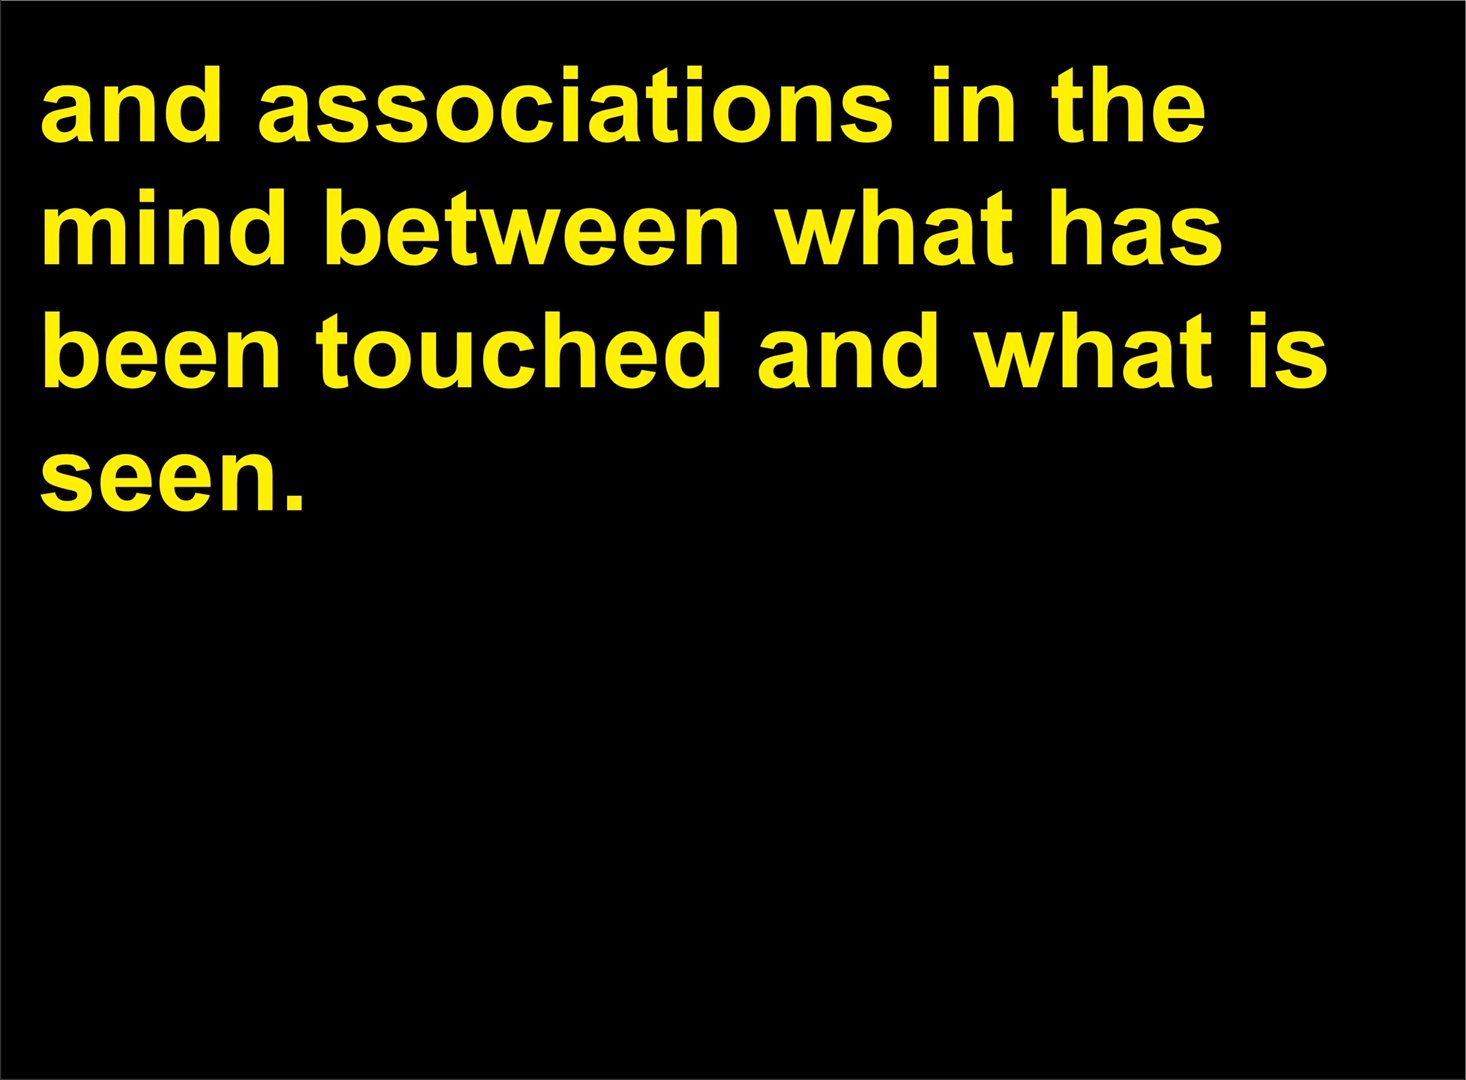 and associations in the
mind between what has
been touched and what is
seen.